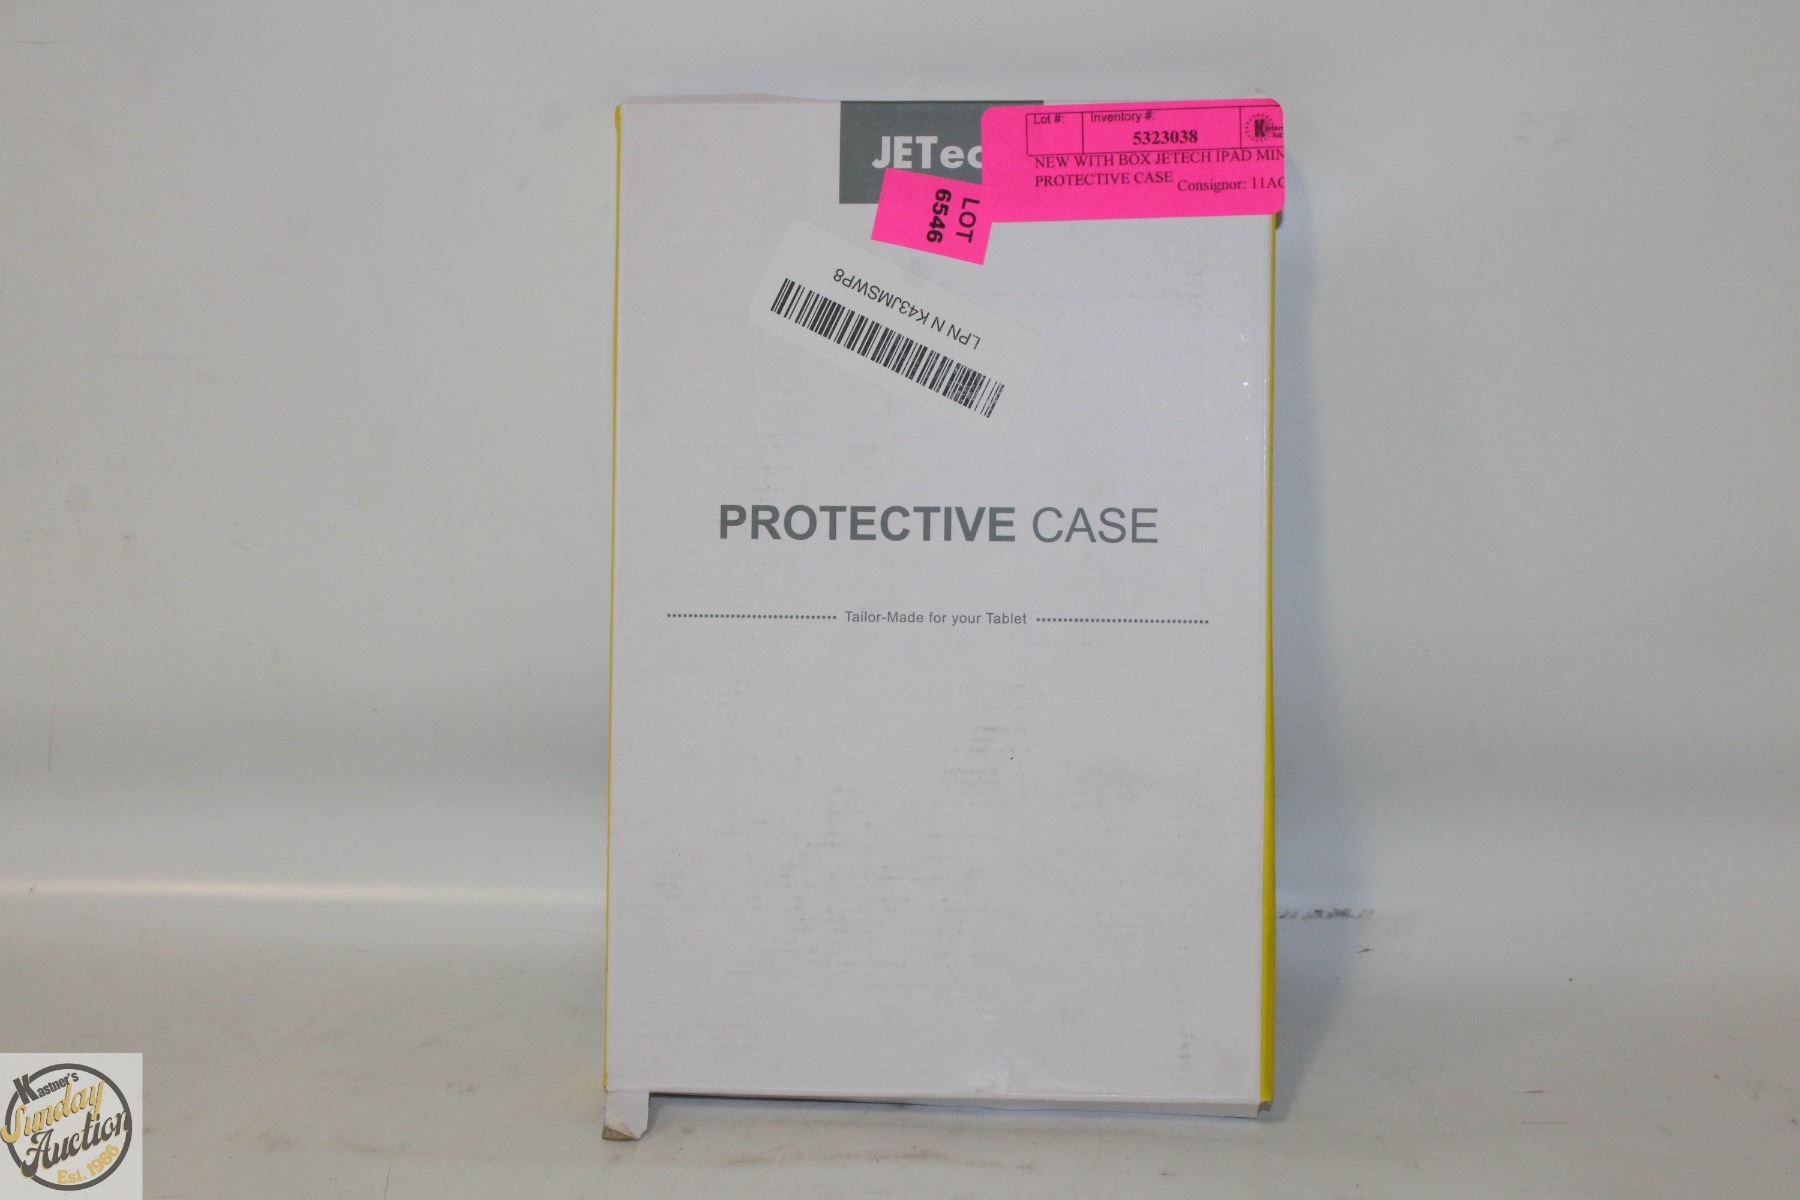 JETec
Lot #:
Inventory #:
5323038
NEW WITH BOX JETECH IPAD MIN
PROTECTIVE CASE
Consignor: 11AC
LOT
6546
LPN N K43JMSWP8
PROTECTIVE CASE
Tailor-Made for your Tablet
Kastner's
Sunday
Auction
Est. 1986